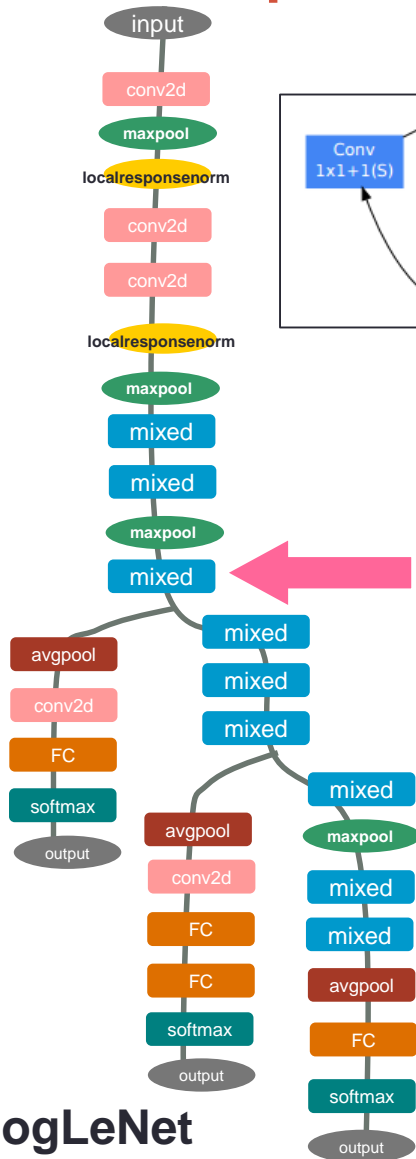 input
conv2d
maxpool
localresponsenorm
conv2d
conv2d
localresponsenorm
maxpool
mixed
mixed
maxpool
mixed
Conv
1x1+1(S)
avgpool
conv2d
FC
softmax
output
mixed
mixed
mixed
avgpool
conv2d
FC
FC
softmax
output
mixed
maxpool
mixed
mixed
avgpool
FC
softmax
output
ogLeNet